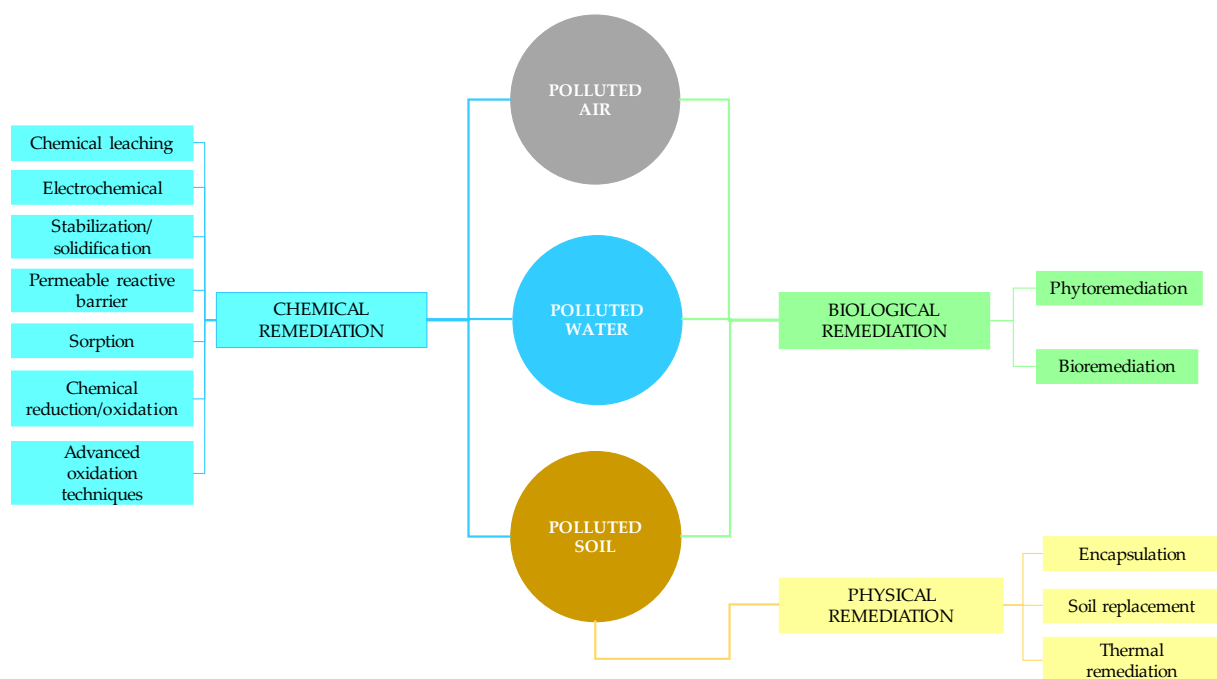 POLLUTED
AIR
Chemical leaching
Electrochemical
Stabilization/
solidification
Permeable reactive
barrier
Sorption
Chemical
reduction/oxidation
Advanced
oxidation
techniques
CHEMICAL
REMEDIATION
POLLUTED
WATER
BIOLOGICAL
REMEDIATION
Phytoremediation
Bioremediation
POLLUTED
SOIL
PHYSICAL
REMEDIATION
Encapsulation
Soil replacement
Thermal
remediation